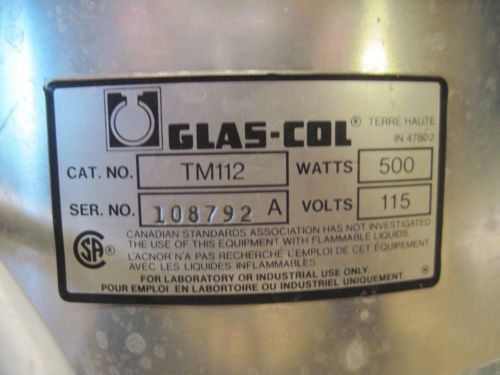 GLAS-COL® TERRE HAUTE
IN 47802
CAT. NO. TM112 WATTS 500
SER. NO. 108792 A VOLTS 115
CANADIAN STANDARDS ASSOCIATION HAS NOT INVESTIGATED
THE USE OF THIS EQUIPMENT WITH FLAMMABLE LIQUIDS.
L'ACNOR N'A PAS RECHERCHÉ L'EMPLOI DE CET ÉQUIPEMENT
AVEC LES LIQUIDES INFLAMMABLES.
SA ®
FOR LABORATORY OR INDUSTRIAL USE ONLY
POUR EMPLOI EN LABORTOIRE OU INDUSTRIEL UNIQUEMENT